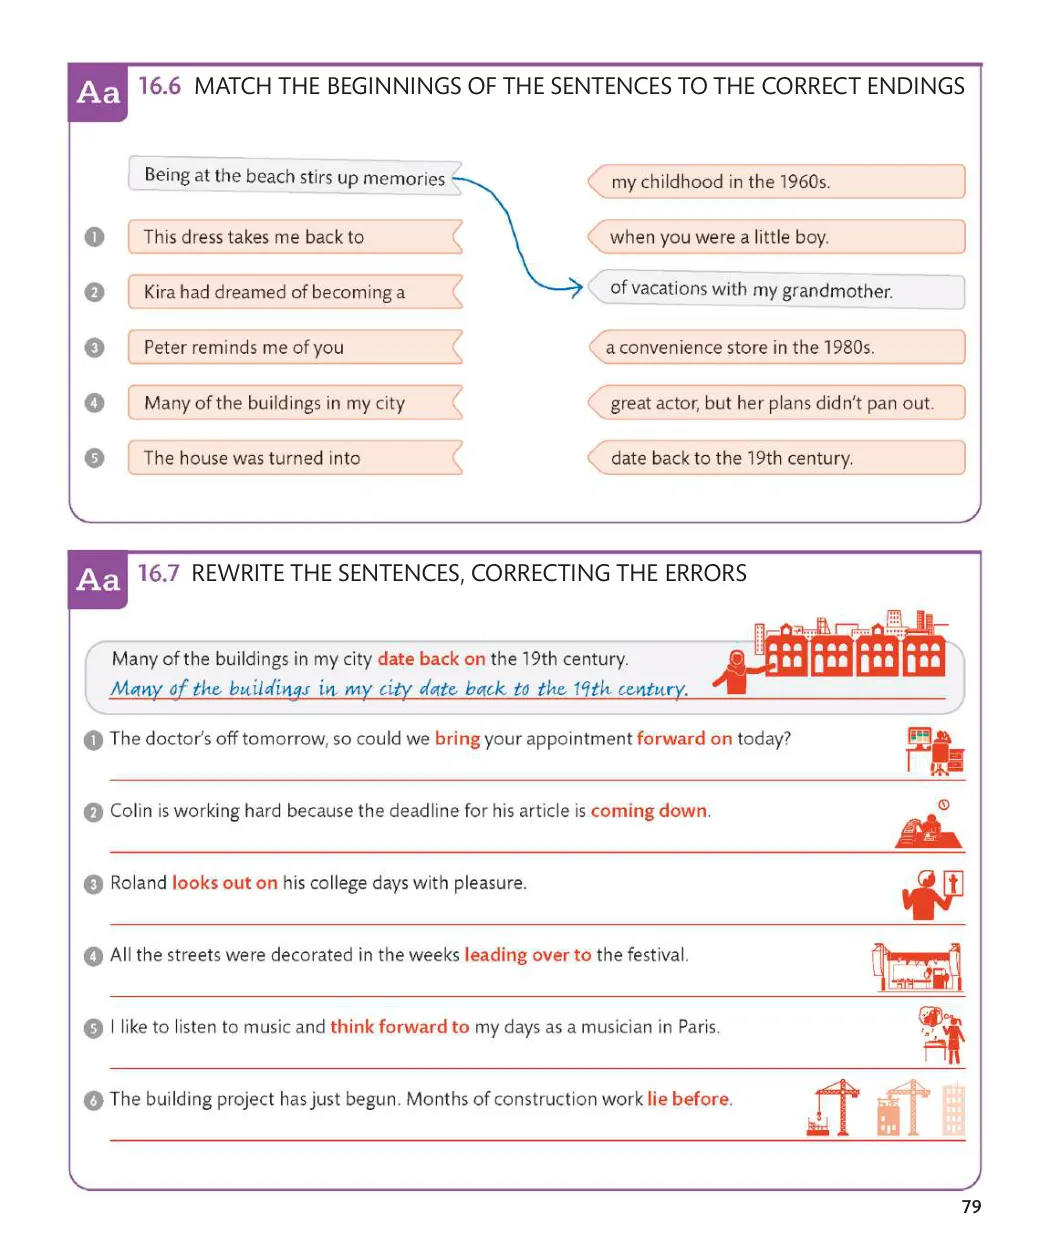 Aa 16.6 MATCH THE BEGINNINGS OF THE SENTENCES TO THE CORRECT ENDINGS
Being at the beach stirs up memories
my childhood in the 1960s.
1 This dress takes me back to
when you were a little boy.
2 Kira had dreamed of becoming a
of vacations with my grandmother.
3 Peter reminds me of you
a convenience store in the 1980s.
4 Many of the buildings in my city
great actor, but her plans didn't pan out.
5 The house was turned into
date back to the 19th century.
Aa 16.7 REWRITE THE SENTENCES, CORRECTING THE ERRORS
Many of the buildings in my city date back on the 19th century.
Many of the buildings in my city date back to the 19th century.
1 The doctor's off tomorrow, so could we bring your appointment forward on today?
2 Colin is working hard because the deadline for his article is coming down.
3 Roland looks out on his college days with pleasure.
4 All the streets were decorated in the weeks leading over to the festival.
5 I like to listen to music and think forward to my days as a musician in Paris.
6 The building project has just begun. Months of construction work lie before.
79